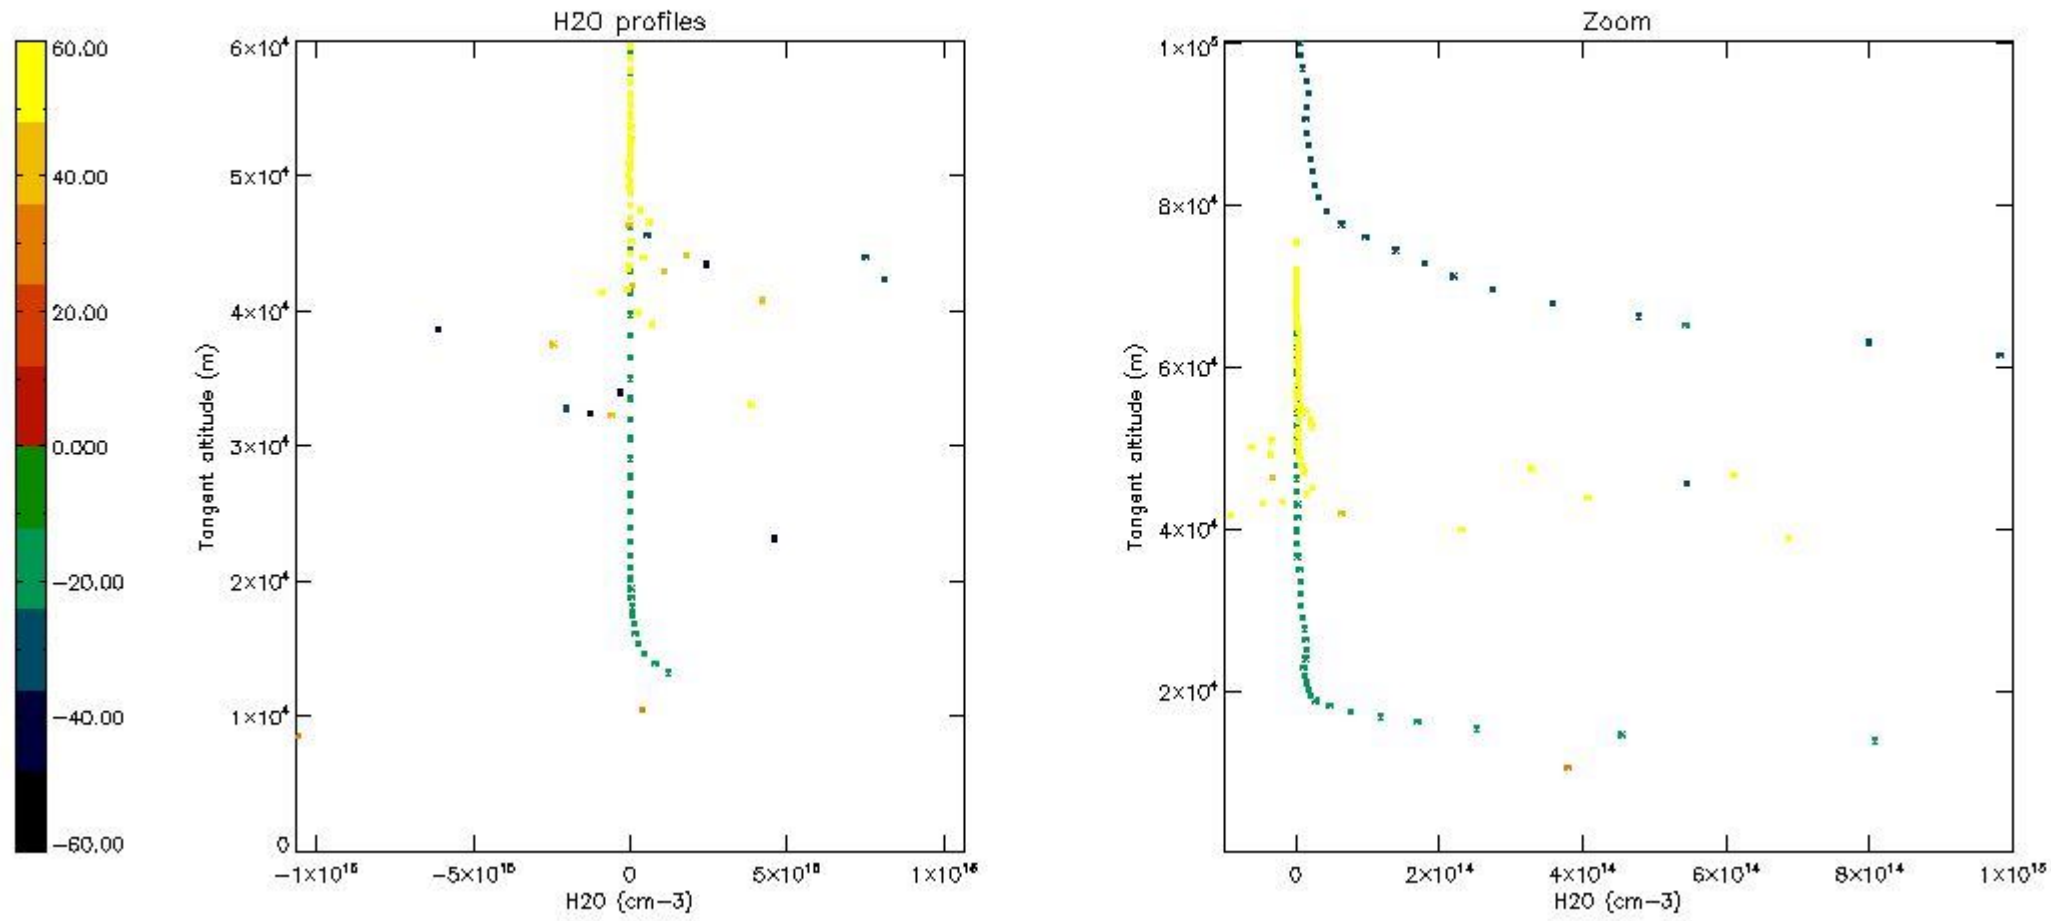 H2O profiles
60.00
40.00
20.00
0.000
−20.00
−40.00
−60.00
6×10⁴
5×10⁴
4×10⁴
3×10⁴
2×10⁴
1×10⁴
0
Tangent altitude (m)
−1×10¹⁶ −5×10¹⁵ 0 5×10¹⁵ 1×10¹⁶
H2O (cm−3)
Zoom
1×10⁵
8×10⁴
6×10⁴
4×10⁴
2×10⁴
Tangent altitude (m)
0 2×10¹⁴ 4×10¹⁴ 6×10¹⁴ 8×10¹⁴ 1×10¹⁵
H2O (cm−3)